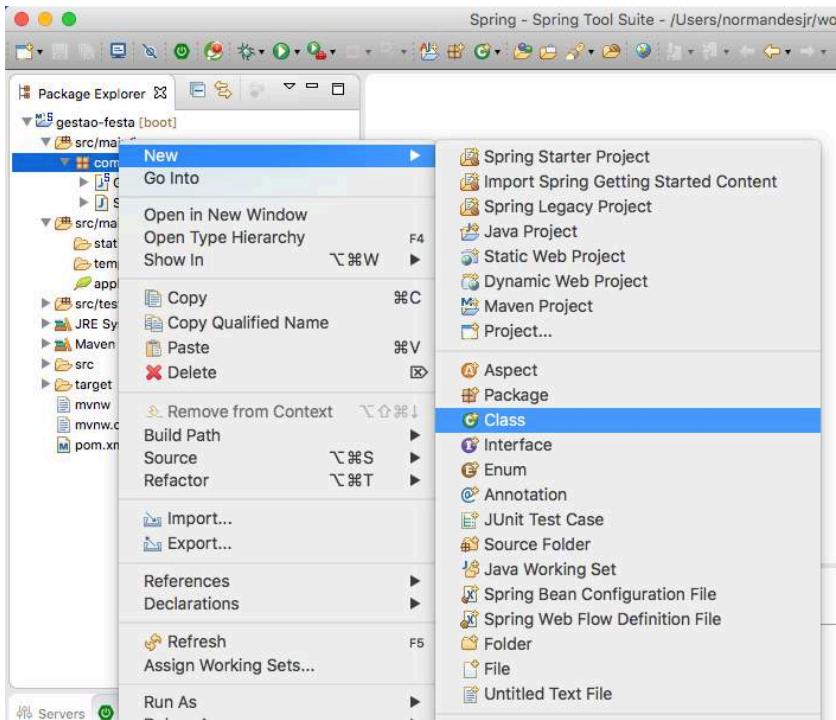 Spring - Spring Tool Suite - /Users/normandesjr/wo
Package Explorer
gestao-festa [boot]
src/mai
com
src/mai
stat
tem
appl
src/tes
JRE Sy
Maven
src
target
mvnw
mvnw.c
pom.xm
New
Go Into
Open in New Window
Open Type Hierarchy F4
Show In ⌥⌘W
Copy ⌘C
Copy Qualified Name
Paste ⌘V
Delete ⌦
Remove from Context ⌥⇧⌘↓
Build Path
Source ⌥⌘S
Refactor ⌥⌘T
Import...
Export...
References
Declarations
Refresh F5
Assign Working Sets...
Run As
Spring Starter Project
Import Spring Getting Started Content
Spring Legacy Project
Java Project
Static Web Project
Dynamic Web Project
Maven Project
Project...
Aspect
Package
Class
Interface
Enum
Annotation
JUnit Test Case
Source Folder
Java Working Set
Spring Bean Configuration File
Spring Web Flow Definition File
Folder
File
Untitled Text File
Servers